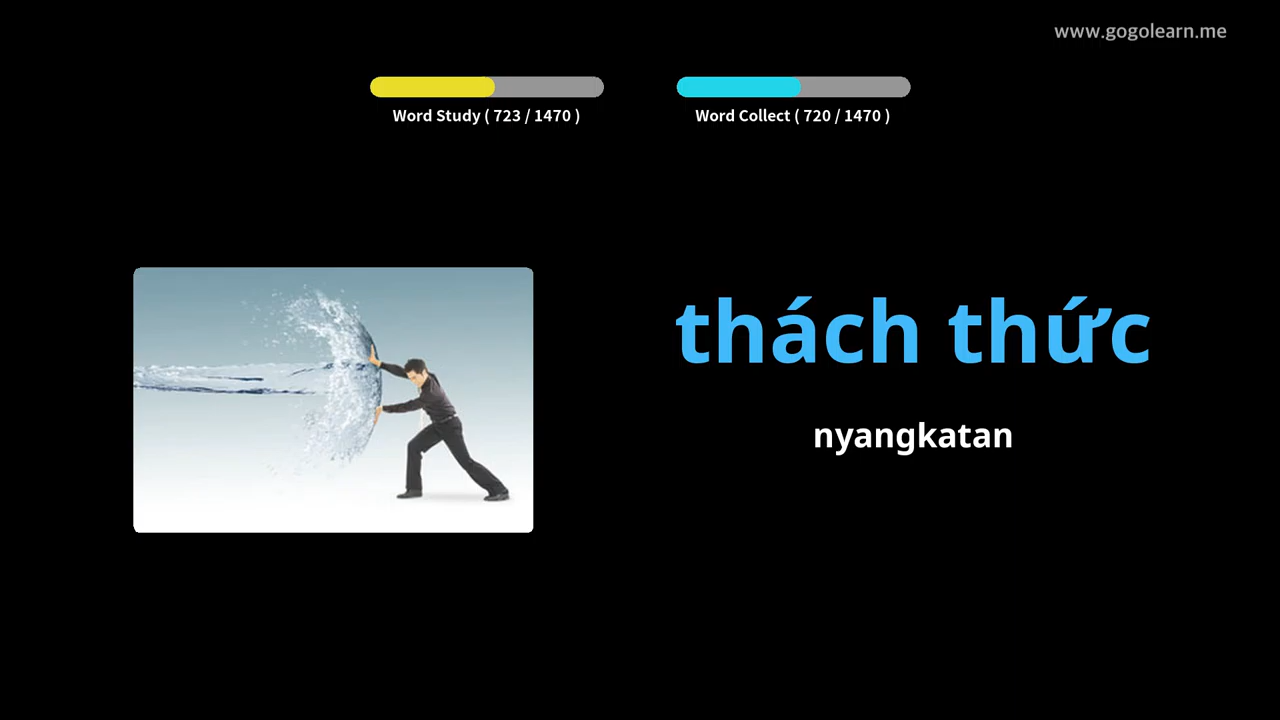 www.gogolearn.me
Word Study ( 723 / 1470 )
Word Collect ( 720 / 1470 )
thách thức
nyangkatan